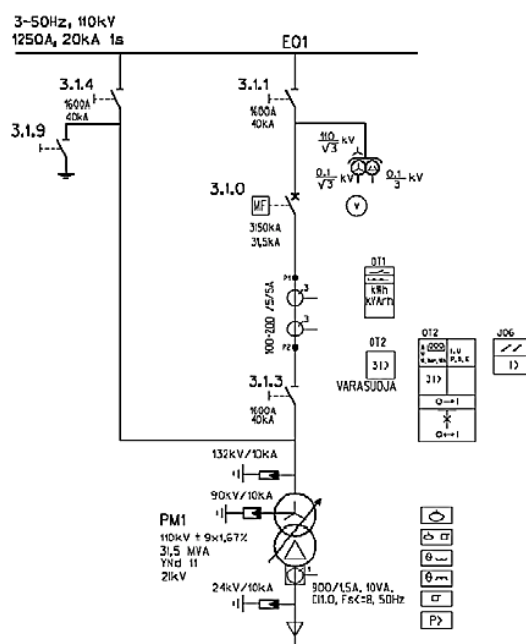 3-50Hz, 110kV
1250A, 20kA 1s
E01
3.1.4
1600A
40kA
3.1.1
1600A
40kA
3.1.9
110
√3 kV
0.1
√3 kV
0.1
3 kV
V
3.1.0
MF
3150kA
31,5kA
P1
3
3
P2
100-200 /5/5A
OT1
kWh
kVArh
OT2
3I>
VARASUOJA
OT2
I, U
P, Q, E
3I>
0→I
0↔I
J06
I>
3.1.3
1600A
40kA
132kV/10kA
90kV/10kA
PM1
110kV ± 9x1,67%
31,5 MVA
YNd 11
21kV
1
900/1,5A, 10VA,
Cl1.0, Fs<=8, 50Hz
24kV/10kA
θ
θ
P>